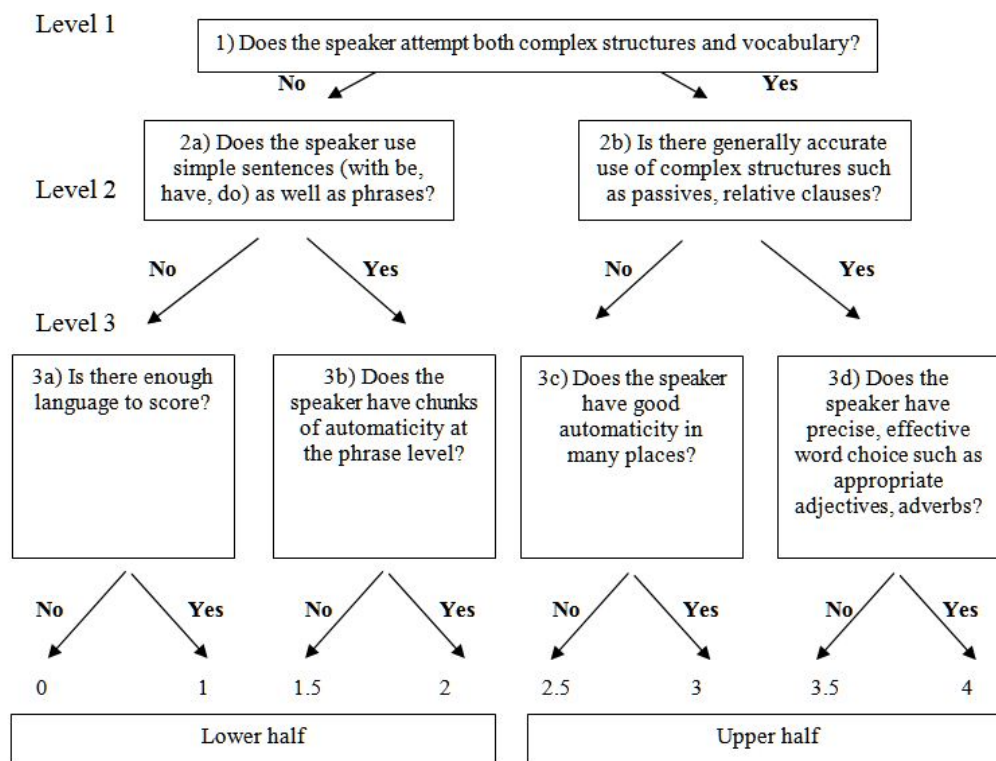 Level 1
1) Does the speaker attempt both complex structures and vocabulary?
No
Yes
2a) Does the speaker use
simple sentences (with be,
have, do) as well as phrases?
2b) Is there generally accurate
use of complex structures such
as passives, relative clauses?
Level 2
No
Yes
No
Yes
Level 3
3a) Is there enough
language to score?
3b) Does the
speaker have chunks
of automaticity at
the phrase level?
3c) Does the speaker
have good
automaticity in
many places?
3d) Does the
speaker have
precise, effective
word choice such as
appropriate
adjectives, adverbs?
No
Yes
No
Yes
No
Yes
No
Yes
0
1
1.5
2
2.5
3
3.5
4
Lower half
Upper half